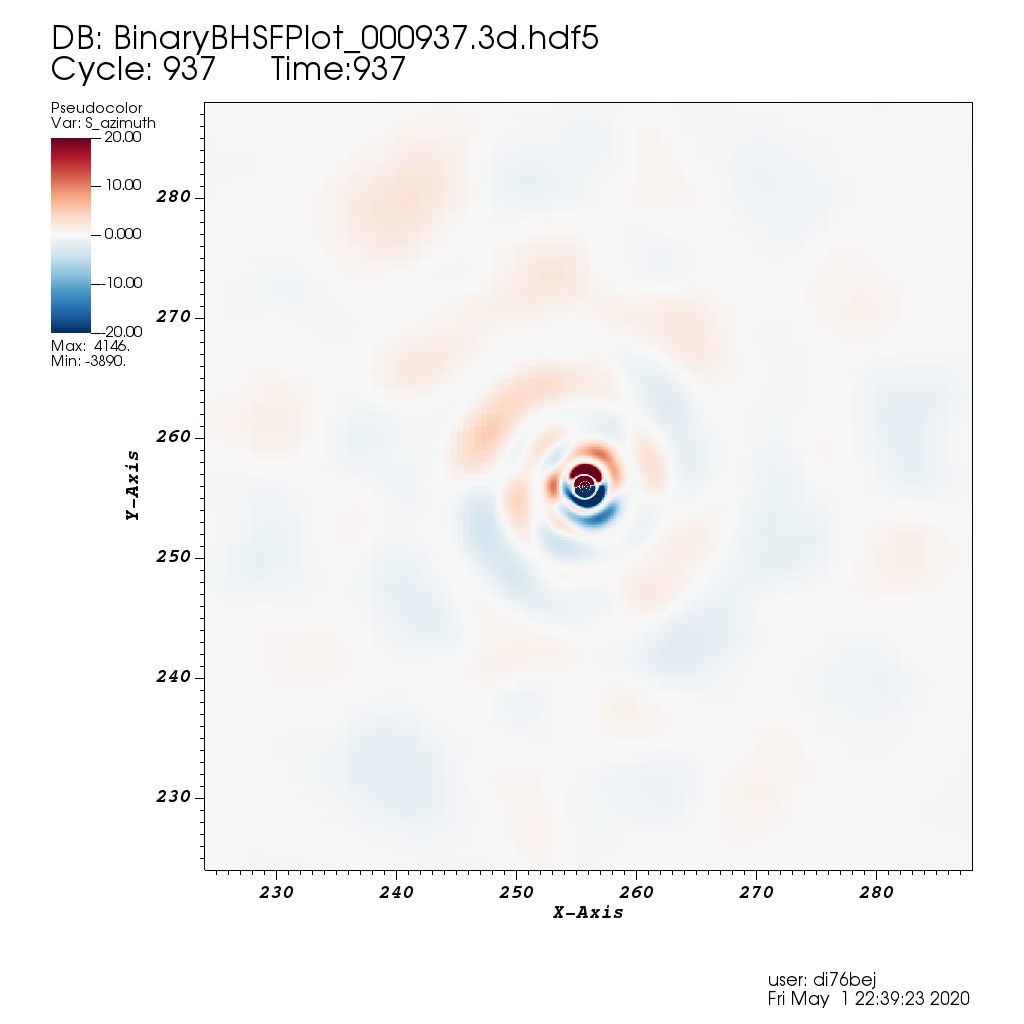 DB: BinaryBHSFPlot_000937.3d.hdf5
Cycle: 937 Time:937
Pseudocolor
Var: S_azimuth
20.00
10.00
0.000
-10.00
-20.00
Max: 4146.
Min: -3890.
Y-Axis
280
270
260
250
240
230
230 240 250 260 270 280
X-Axis
user: di76bej
Fri May 1 22:39:23 2020